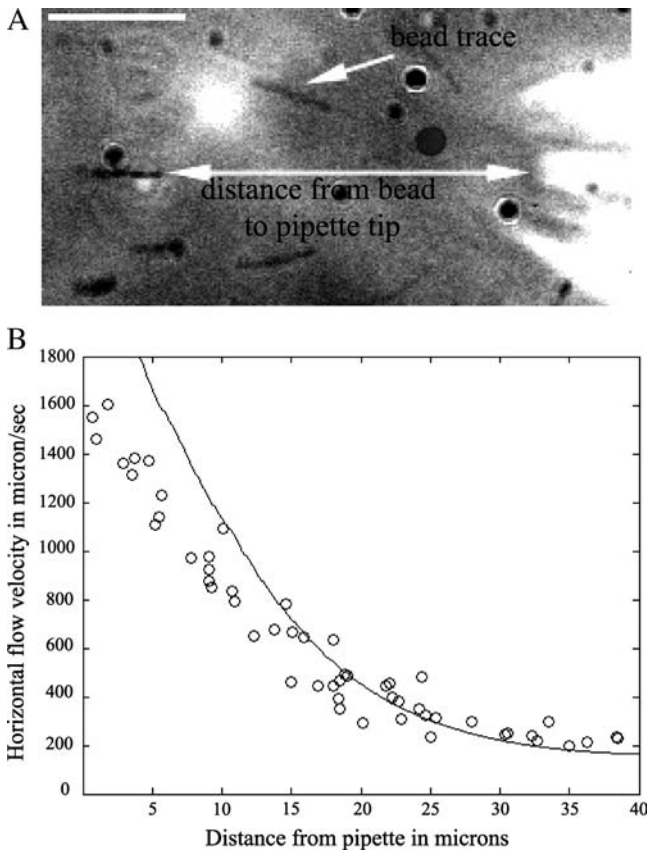 A
bead trace
distance from bead
to pipette tip
B
1800
1600
1400
1200
1000
800
600
400
200
0
Horizontal flow velocity in micron/sec
5
10
15
20
25
30
35
40
Distance from pipette in microns